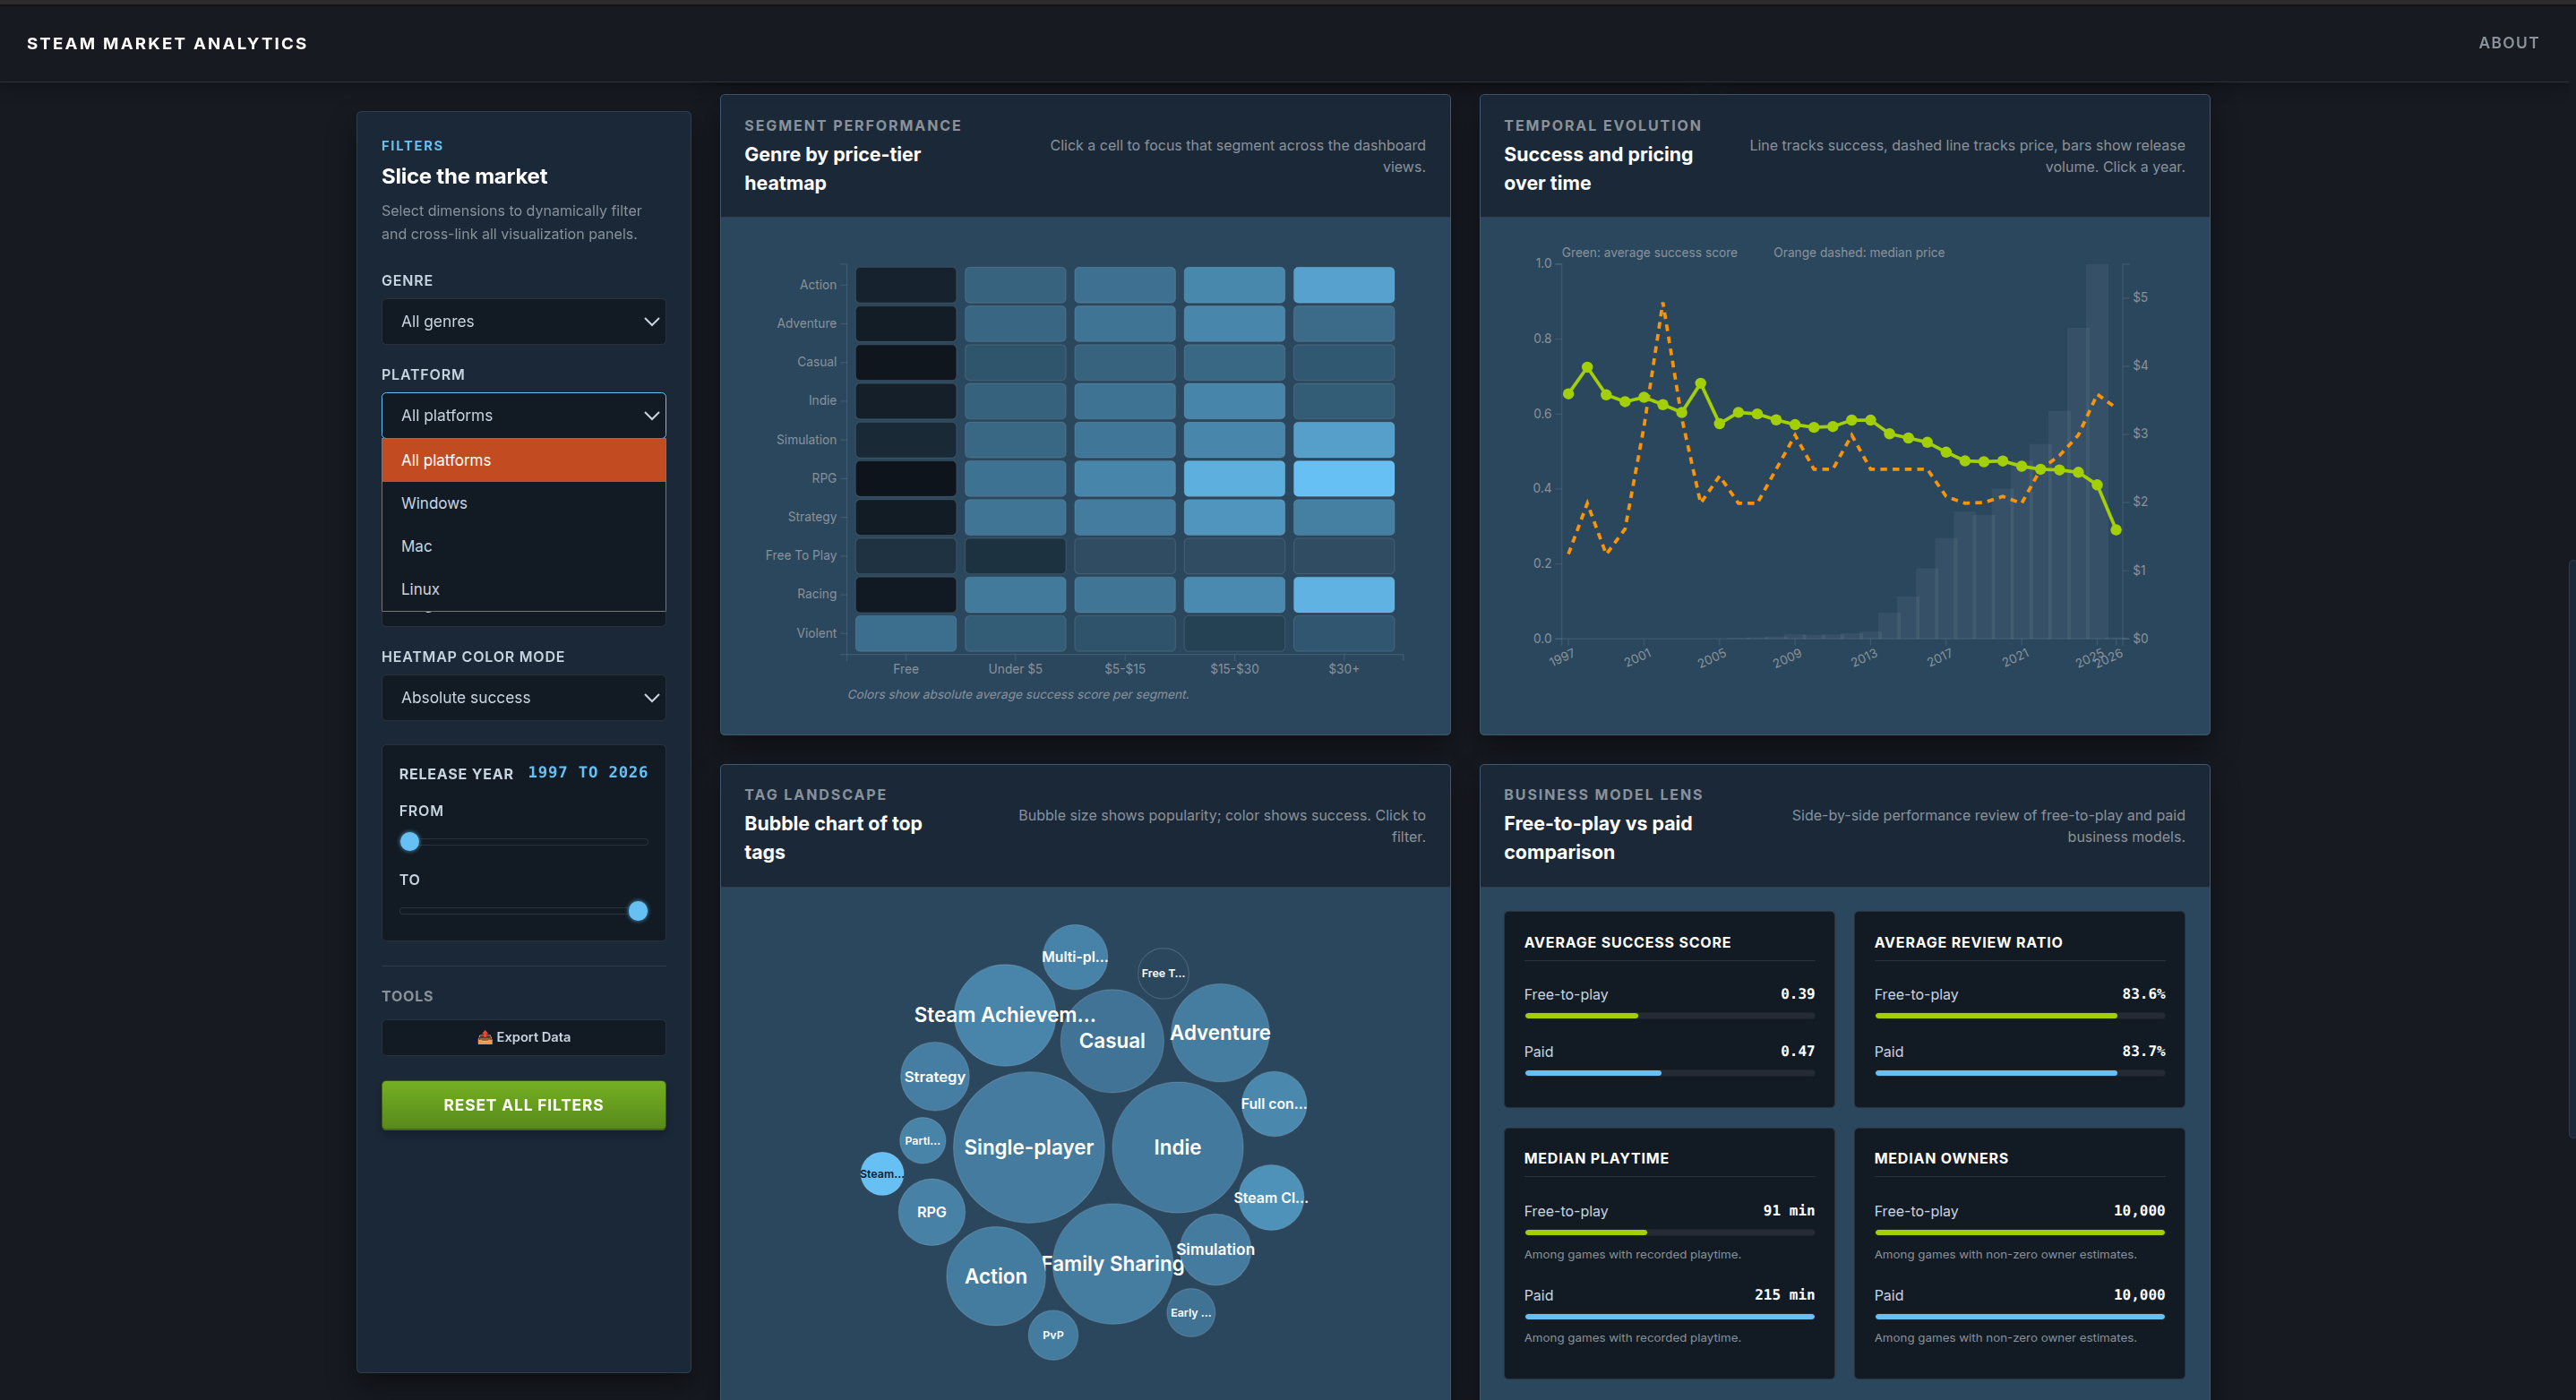 STEAM MARKET ANALYTICS
ABOUT
FILTERS
Slice the market
Select dimensions to dynamically filter
and cross-link all visualization panels.
GENRE
All genres
PLATFORM
All platforms
All platforms
Windows
Mac
Linux
HEATMAP COLOR MODE
Absolute success
RELEASE YEAR
1997 TO 2026
FROM
TO
TOOLS
📤 Export Data
RESET ALL FILTERS
SEGMENT PERFORMANCE
Genre by price-tier
heatmap
Click a cell to focus that segment across the dashboard
views.
Action
Adventure
Casual
Indie
Simulation
RPG
Strategy
Free To Play
Racing
Violent
Free
Under $5
$5-$15
$15-$30
$30+
Colors show absolute average success score per segment.
TEMPORAL EVOLUTION
Success and pricing
over time
Line tracks success, dashed line tracks price, bars show release
volume. Click a year.
Green: average success score
Orange dashed: median price
1.0
0.8
0.6
0.4
0.2
0.0
$5
$4
$3
$2
$1
$0
1997
2001
2005
2009
2013
2017
2021
2025
2026
TAG LANDSCAPE
Bubble chart of top
tags
Bubble size shows popularity; color shows success. Click to
filter.
Multi-pl...
Free T...
Steam Achievem...
Casual
Adventure
Strategy
Full con...
Parti...
Single-player
Indie
Steam...
RPG
Steam Cl...
Simulation
Family Sharing
Action
Early ...
PvP
BUSINESS MODEL LENS
Free-to-play vs paid
comparison
Side-by-side performance review of free-to-play and paid
business models.
AVERAGE SUCCESS SCORE
Free-to-play 0.39
Paid 0.47
AVERAGE REVIEW RATIO
Free-to-play 83.6%
Paid 83.7%
MEDIAN PLAYTIME
Free-to-play 91 min
Among games with recorded playtime.
Paid 215 min
Among games with recorded playtime.
MEDIAN OWNERS
Free-to-play 10,000
Among games with non-zero owner estimates.
Paid 10,000
Among games with non-zero owner estimates.